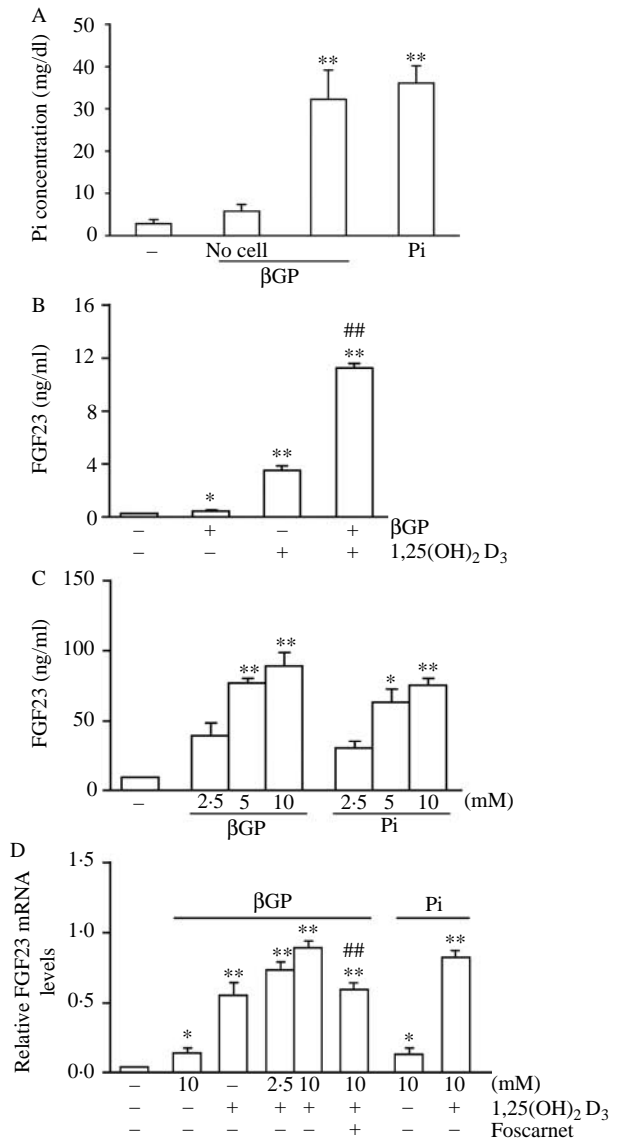 A
Pi concentration (mg/dl)
50
40
30
20
10
0
** **
– No cell Pi
βGP
B
FGF23 (ng/ml)
16
12
8
4
0
* ** ## **
– + – + βGP
– – + + 1,25(OH)₂ D₃
C
FGF23 (ng/ml)
150
100
50
0
** ** * **
– 2·5 5 10 2·5 5 10 (mM)
βGP Pi
D
Relative FGF23 mRNA levels
1·5
1·0
0·5
0·0
βGP Pi
* ** ** ** ## ** * **
– 10 – 2·5 10 10 10 10 (mM)
– – + + + + – + 1,25(OH)₂ D₃
– – – – – + – – Foscarnet